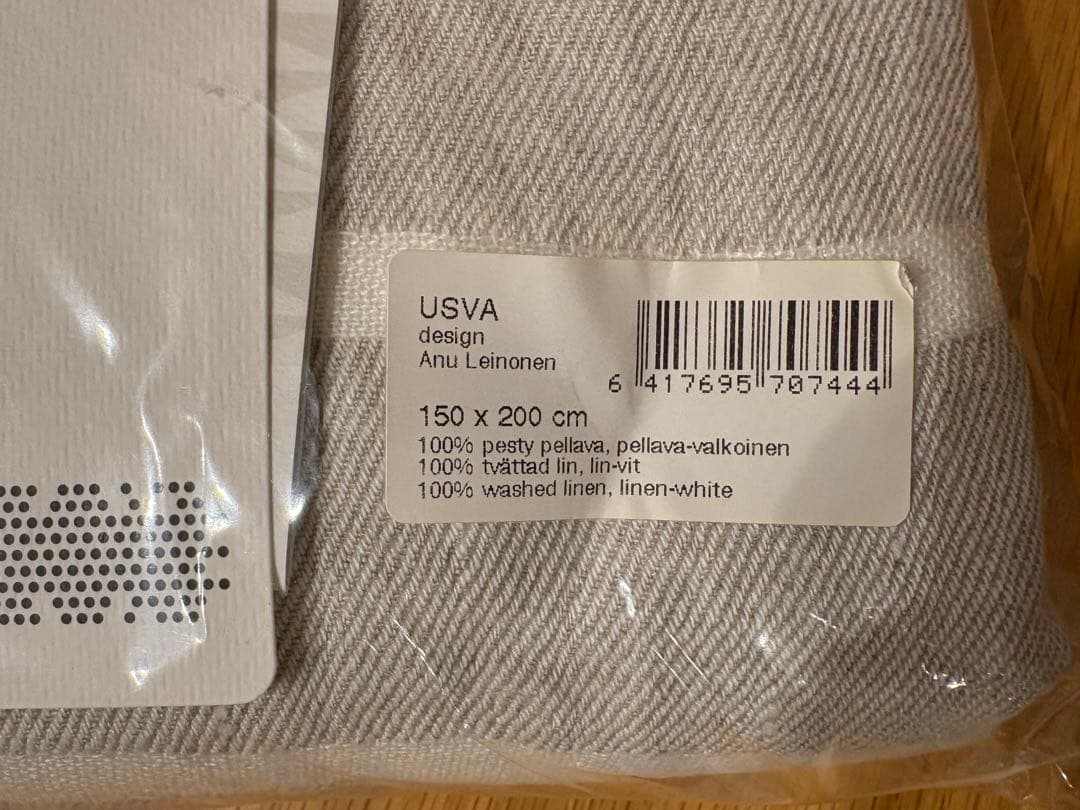 USVA
design
Anu Leinonen
6 417695 707444
150 x 200 cm
100% pesty pellava, pellava-valkoinen
100% tvättad lin, lin-vit
100% washed linen, linen-white